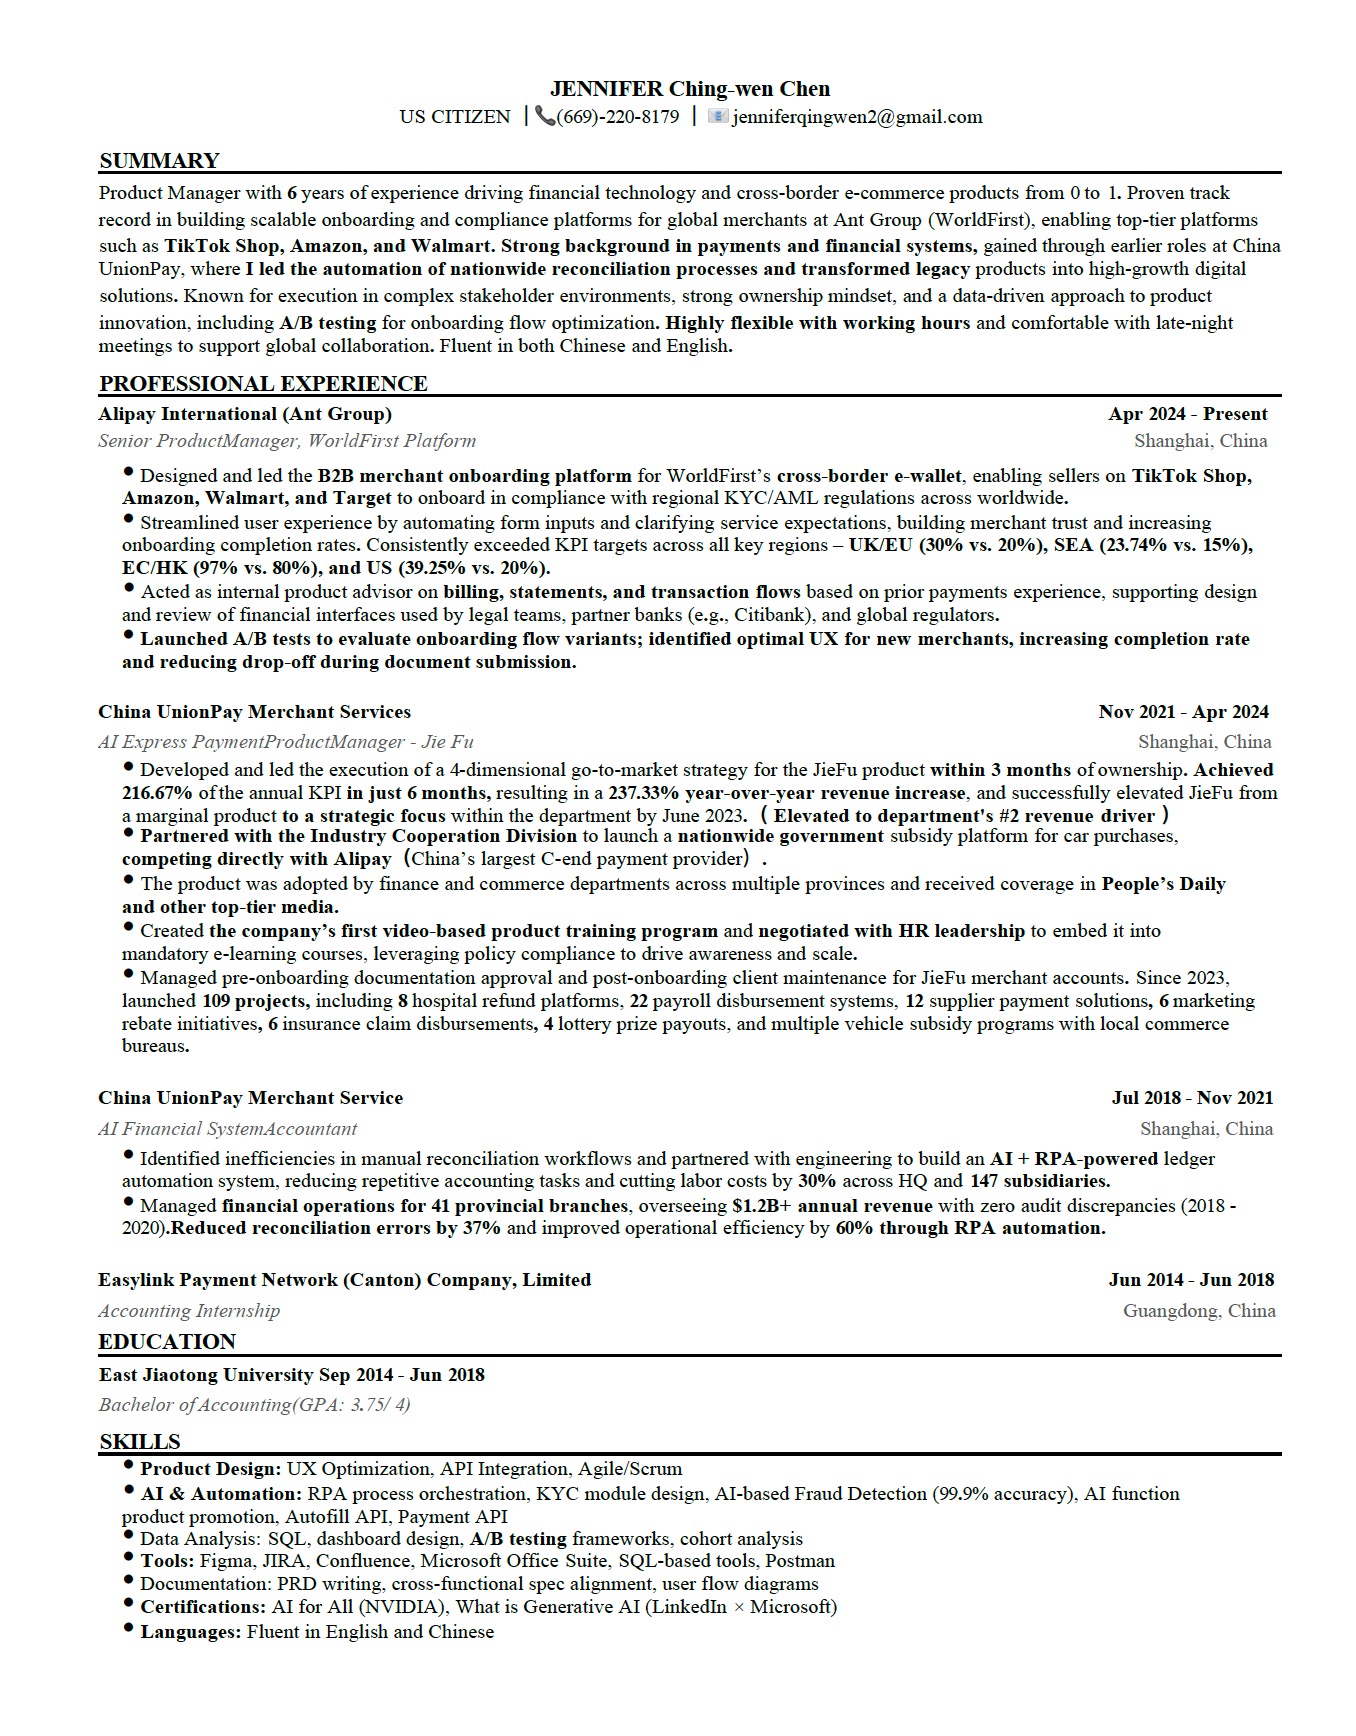 JENNIFER Ching-wen Chen
US CITIZEN | 📞(669)-220-8179 | 📧jenniferqingwen2@gmail.com
SUMMARY
Product Manager with 6 years of experience driving financial technology and cross-border e-commerce products from 0 to 1. Proven track
record in building scalable onboarding and compliance platforms for global merchants at Ant Group (WorldFirst), enabling top-tier platforms
such as TikTok Shop, Amazon, and Walmart. Strong background in payments and financial systems, gained through earlier roles at China
UnionPay, where I led the automation of nationwide reconciliation processes and transformed legacy products into high-growth digital
solutions. Known for execution in complex stakeholder environments, strong ownership mindset, and a data-driven approach to product
innovation, including A/B testing for onboarding flow optimization. Highly flexible with working hours and comfortable with late-night
meetings to support global collaboration. Fluent in both Chinese and English.
PROFESSIONAL EXPERIENCE
Alipay International (Ant Group) Apr 2024 - Present
Senior ProductManager, WorldFirst Platform Shanghai, China
● Designed and led the B2B merchant onboarding platform for WorldFirst's cross-border e-wallet, enabling sellers on TikTok Shop,
Amazon, Walmart, and Target to onboard in compliance with regional KYC/AML regulations across worldwide.
● Streamlined user experience by automating form inputs and clarifying service expectations, building merchant trust and increasing
onboarding completion rates. Consistently exceeded KPI targets across all key regions – UK/EU (30% vs. 20%), SEA (23.74% vs. 15%),
EC/HK (97% vs. 80%), and US (39.25% vs. 20%).
● Acted as internal product advisor on billing, statements, and transaction flows based on prior payments experience, supporting design
and review of financial interfaces used by legal teams, partner banks (e.g., Citibank), and global regulators.
● Launched A/B tests to evaluate onboarding flow variants; identified optimal UX for new merchants, increasing completion rate
and reducing drop-off during document submission.
China UnionPay Merchant Services Nov 2021 - Apr 2024
AI Express PaymentProductManager - Jie Fu Shanghai, China
● Developed and led the execution of a 4-dimensional go-to-market strategy for the JieFu product within 3 months of ownership. Achieved
216.67% of the annual KPI in just 6 months, resulting in a 237.33% year-over-year revenue increase, and successfully elevated JieFu from
a marginal product to a strategic focus within the department by June 2023. （Elevated to department's #2 revenue driver）
● Partnered with the Industry Cooperation Division to launch a nationwide government subsidy platform for car purchases,
competing directly with Alipay（China's largest C-end payment provider）.
● The product was adopted by finance and commerce departments across multiple provinces and received coverage in People's Daily
and other top-tier media.
● Created the company's first video-based product training program and negotiated with HR leadership to embed it into
mandatory e-learning courses, leveraging policy compliance to drive awareness and scale.
● Managed pre-onboarding documentation approval and post-onboarding client maintenance for JieFu merchant accounts. Since 2023,
launched 109 projects, including 8 hospital refund platforms, 22 payroll disbursement systems, 12 supplier payment solutions, 6 marketing
rebate initiatives, 6 insurance claim disbursements, 4 lottery prize payouts, and multiple vehicle subsidy programs with local commerce
bureaus.
China UnionPay Merchant Service Jul 2018 - Nov 2021
AI Financial SystemAccountant Shanghai, China
● Identified inefficiencies in manual reconciliation workflows and partnered with engineering to build an AI + RPA-powered ledger
automation system, reducing repetitive accounting tasks and cutting labor costs by 30% across HQ and 147 subsidiaries.
● Managed financial operations for 41 provincial branches, overseeing $1.2B+ annual revenue with zero audit discrepancies (2018 -
2020).Reduced reconciliation errors by 37% and improved operational efficiency by 60% through RPA automation.
Easylink Payment Network (Canton) Company, Limited Jun 2014 - Jun 2018
Accounting Internship Guangdong, China
EDUCATION
East Jiaotong University Sep 2014 - Jun 2018
Bachelor of Accounting(GPA: 3.75/ 4)
SKILLS
● Product Design: UX Optimization, API Integration, Agile/Scrum
● AI & Automation: RPA process orchestration, KYC module design, AI-based Fraud Detection (99.9% accuracy), AI function
product promotion, Autofill API, Payment API
● Data Analysis: SQL, dashboard design, A/B testing frameworks, cohort analysis
● Tools: Figma, JIRA, Confluence, Microsoft Office Suite, SQL-based tools, Postman
● Documentation: PRD writing, cross-functional spec alignment, user flow diagrams
● Certifications: AI for All (NVIDIA), What is Generative AI (LinkedIn × Microsoft)
● Languages: Fluent in English and Chinese